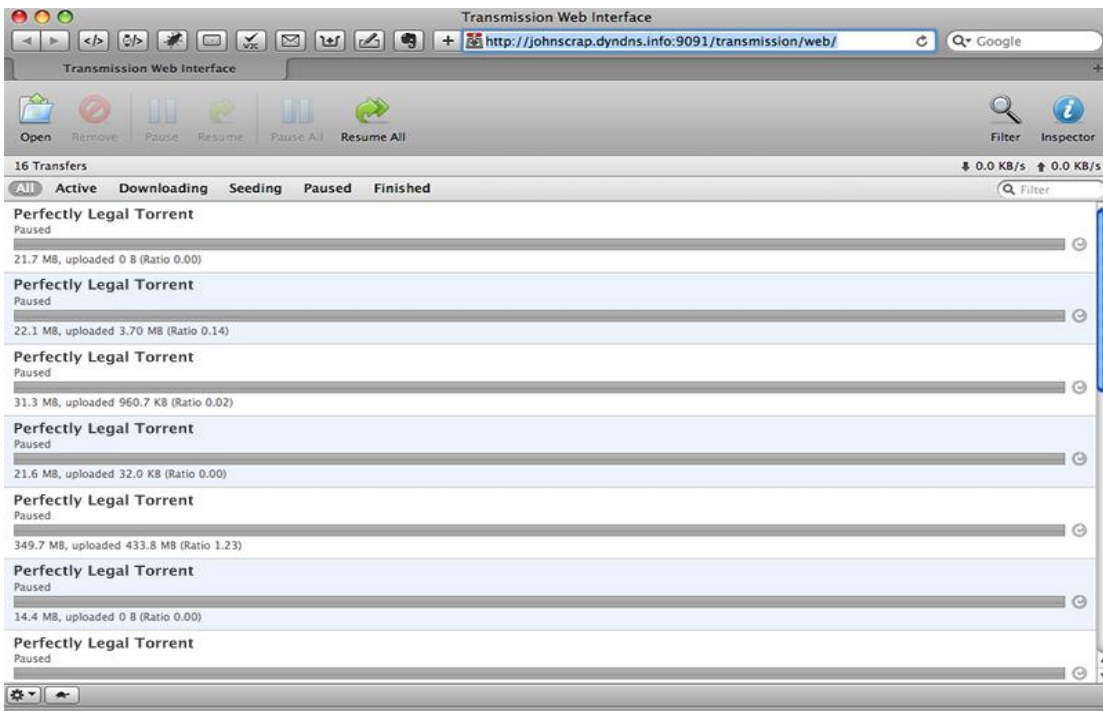 Transmission Web Interface
http://johnscrap.dyndns.info:9091/transmission/web/
Google
Transmission Web Interface
Open Remove Pause Resume Pause All Resume All Filter Inspector
16 Transfers 0.0 KB/s 0.0 KB/s
All Active Downloading Seeding Paused Finished Filter
Perfectly Legal Torrent
Paused
21.7 MB, uploaded 0 B (Ratio 0.00)
Perfectly Legal Torrent
Paused
22.1 MB, uploaded 3.70 MB (Ratio 0.14)
Perfectly Legal Torrent
Paused
31.3 MB, uploaded 960.7 KB (Ratio 0.02)
Perfectly Legal Torrent
Paused
21.6 MB, uploaded 32.0 KB (Ratio 0.00)
Perfectly Legal Torrent
Paused
349.7 MB, uploaded 433.8 MB (Ratio 1.23)
Perfectly Legal Torrent
Paused
14.4 MB, uploaded 0 B (Ratio 0.00)
Perfectly Legal Torrent
Paused